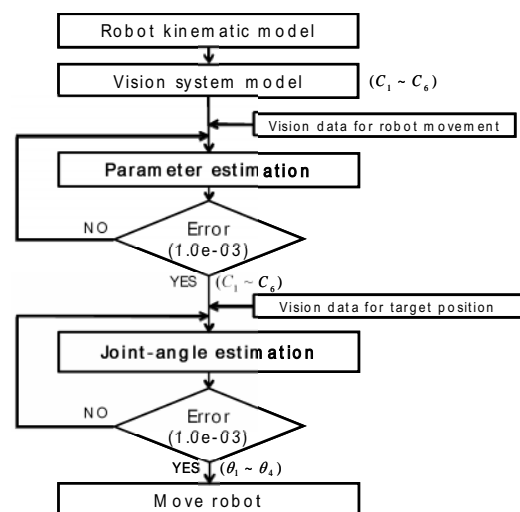 Robot kinematic model
Vision system model
(C₁ ~ C₆)
Vision data for robot movement
Parameter estimation
NO
Error
(1.0e-03)
YES
(C₁ ~ C₆)
Vision data for target position
Joint-angle estimation
NO
Error
(1.0e-03)
YES
(θ₁ ~ θ₄)
Move robot